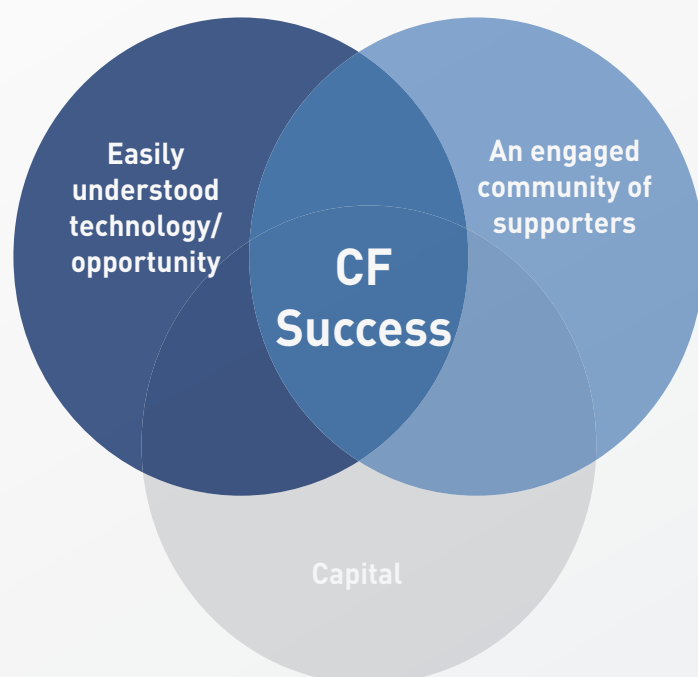 Easily
understood
technology/
opportunity
An engaged
community of
supporters
CF
Success
Capital